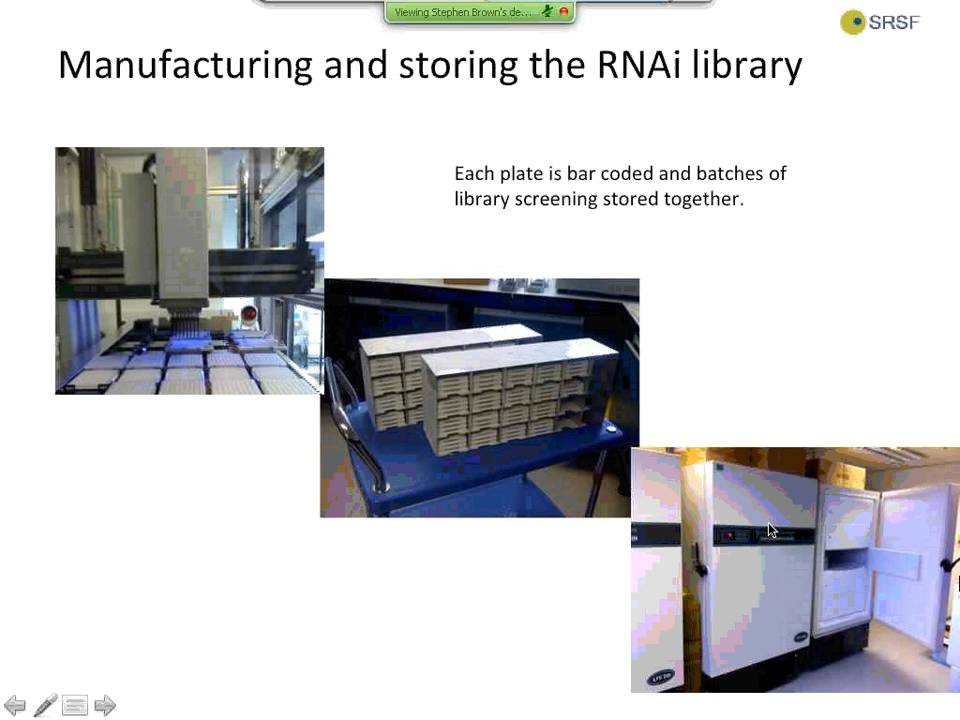 Viewing Stephen Brown's de...
SRSF
Manufacturing and storing the RNAi library
Each plate is bar coded and batches of
library screening stored together.